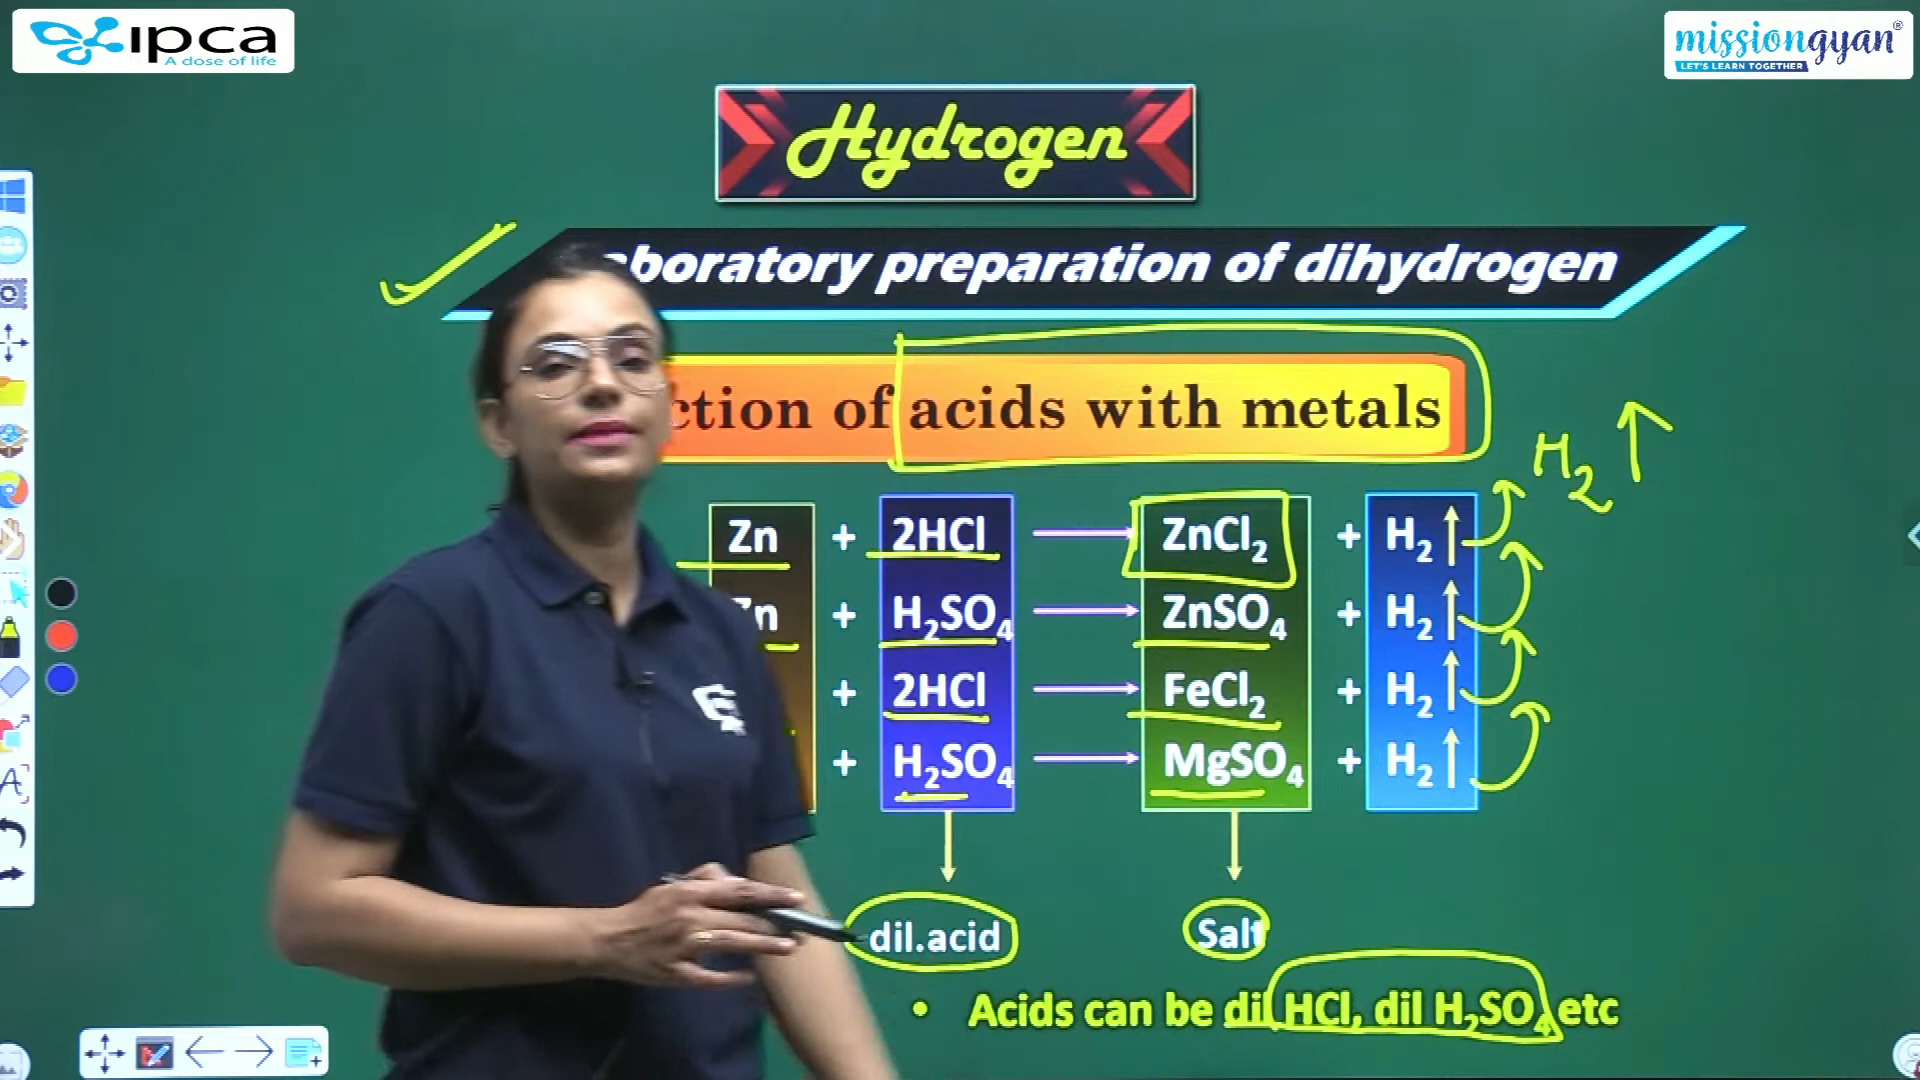 ipca
A dose of life
missiongyan®
LET'S LEARN TOGETHER
Hydrogen
aboratory preparation of dihydrogen
ction of acids with metals
H₂ ↑
Zn + 2HCl → ZnCl₂ + H₂ ↑
Zn + H₂SO₄ → ZnSO₄ + H₂ ↑
+ 2HCl → FeCl₂ + H₂ ↑
+ H₂SO₄ → MgSO₄ + H₂ ↑
dil.acid Salt
• Acids can be dil HCl, dil H₂SO₄ etc